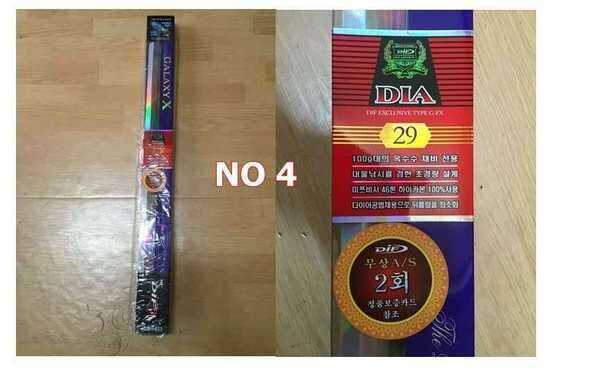 GALAXY X
NO 4
DIF
DIA
DIF EXCLUSIVE TYPE G-FX
29
100g대의 옥수수 채비 전용
대물낚시를 겸한 초경량 설계
미쯔비시 46톤 하이카본 100%사용
다이아공법채용으로 뒤틀림을 최소화
DIF
무상A/S
2회
정품보증카드
참조
The